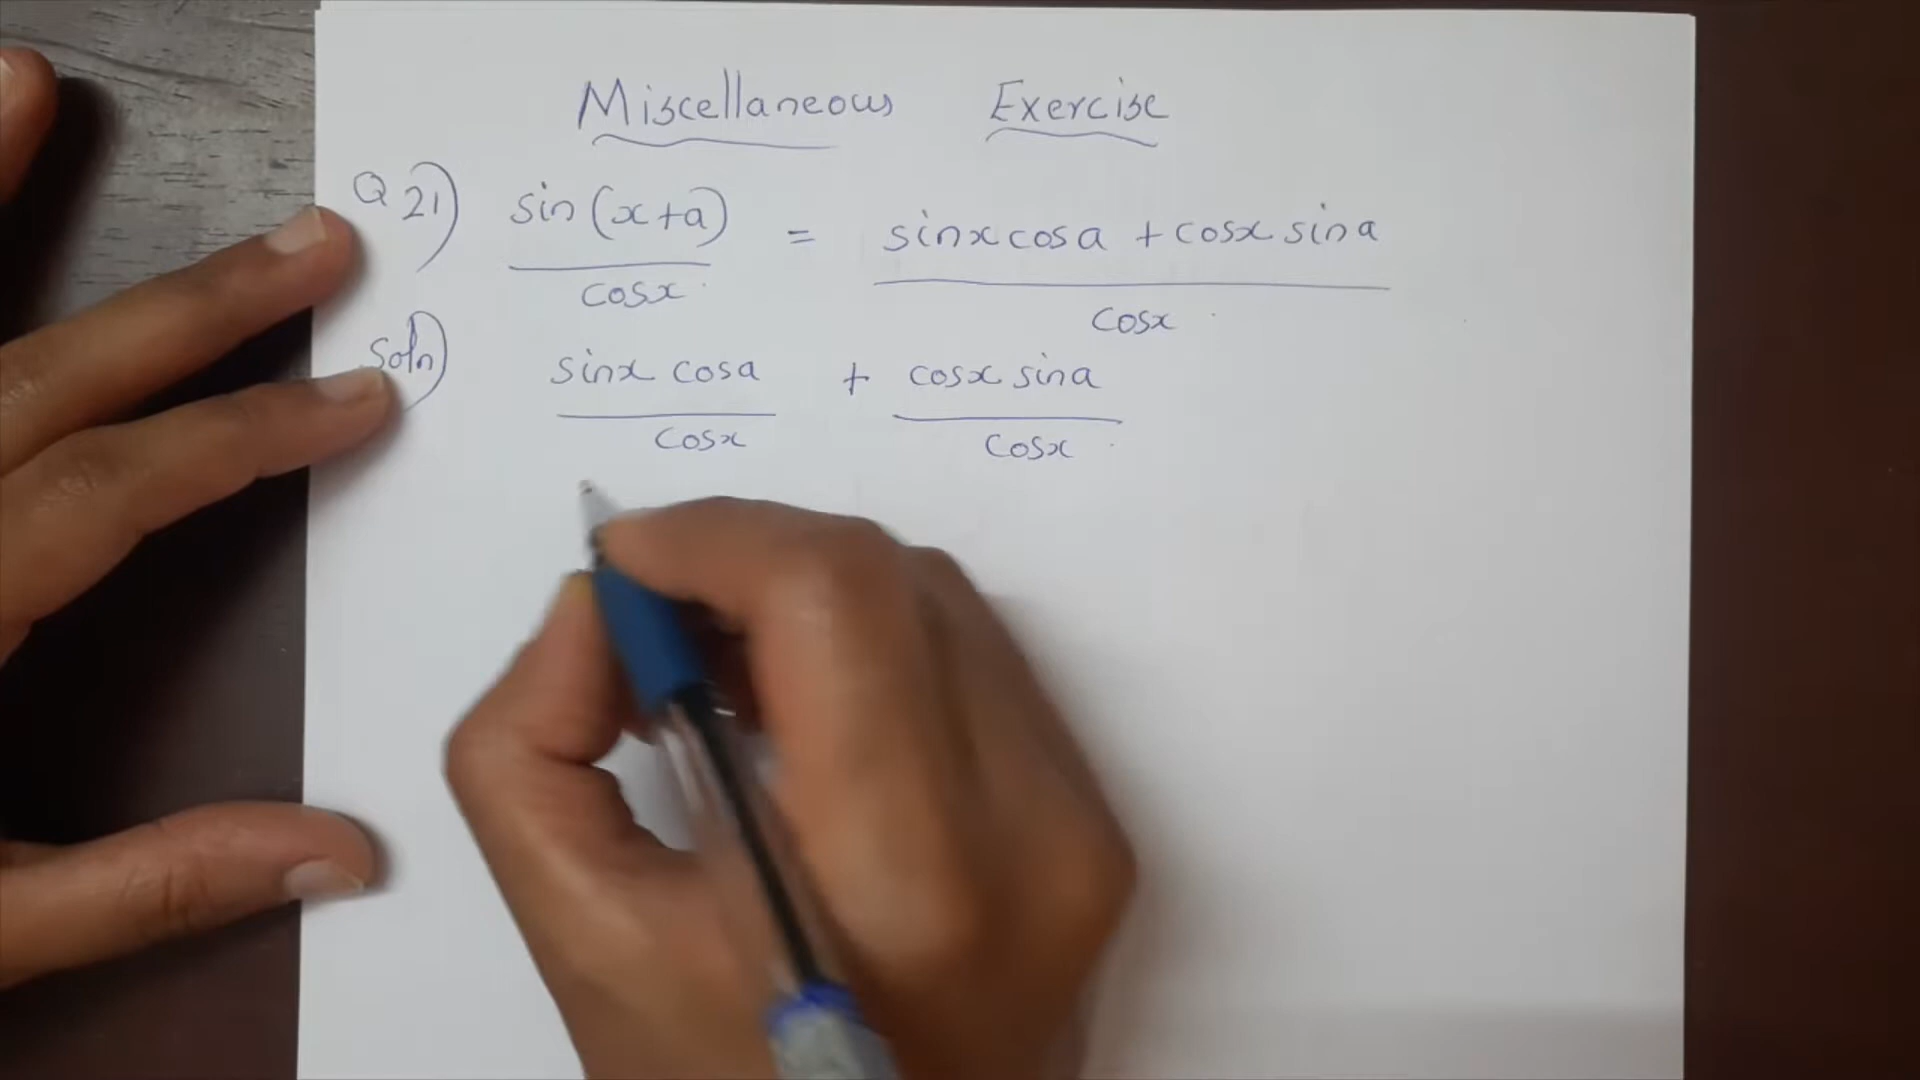 Miscellaneous Exercise
Q 21) sin (x+a) / cosx = sinx cosa + cosx sina / cosx
Soln) sinx cosa / cosx + cosx sina / cosx